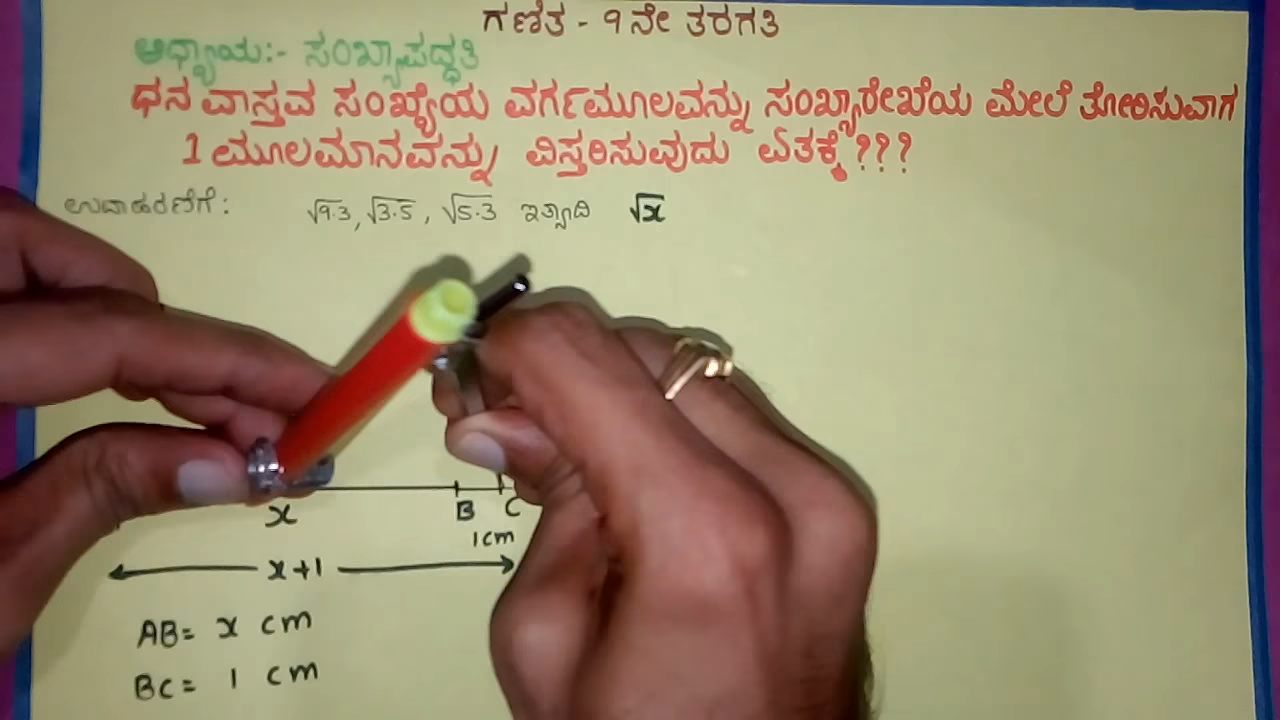 ಗಣಿತ - ೯ನೇ ತರಗತಿ
ಅಧ್ಯಾಯ:- ಸಂಖ್ಯಾಪದ್ಧತಿ
ಧನ ವಾಸ್ತವ ಸಂಖ್ಯೆಯ ವರ್ಗಮೂಲವನ್ನು ಸಂಖ್ಯಾರೇಖೆಯ ಮೇಲೆ ತೋರಿಸುವಾಗ
1 ಮೂಲಮಾನವನ್ನು ವಿಸ್ತರಿಸುವುದು ಏತಕ್ಕೆ???
ಉದಾಹರಣೆಗೆ: √9.3, √3.5, √5.3 ಇತ್ಯಾದಿ √x
x B C
1cm
x+1
AB= x cm
BC= 1 cm